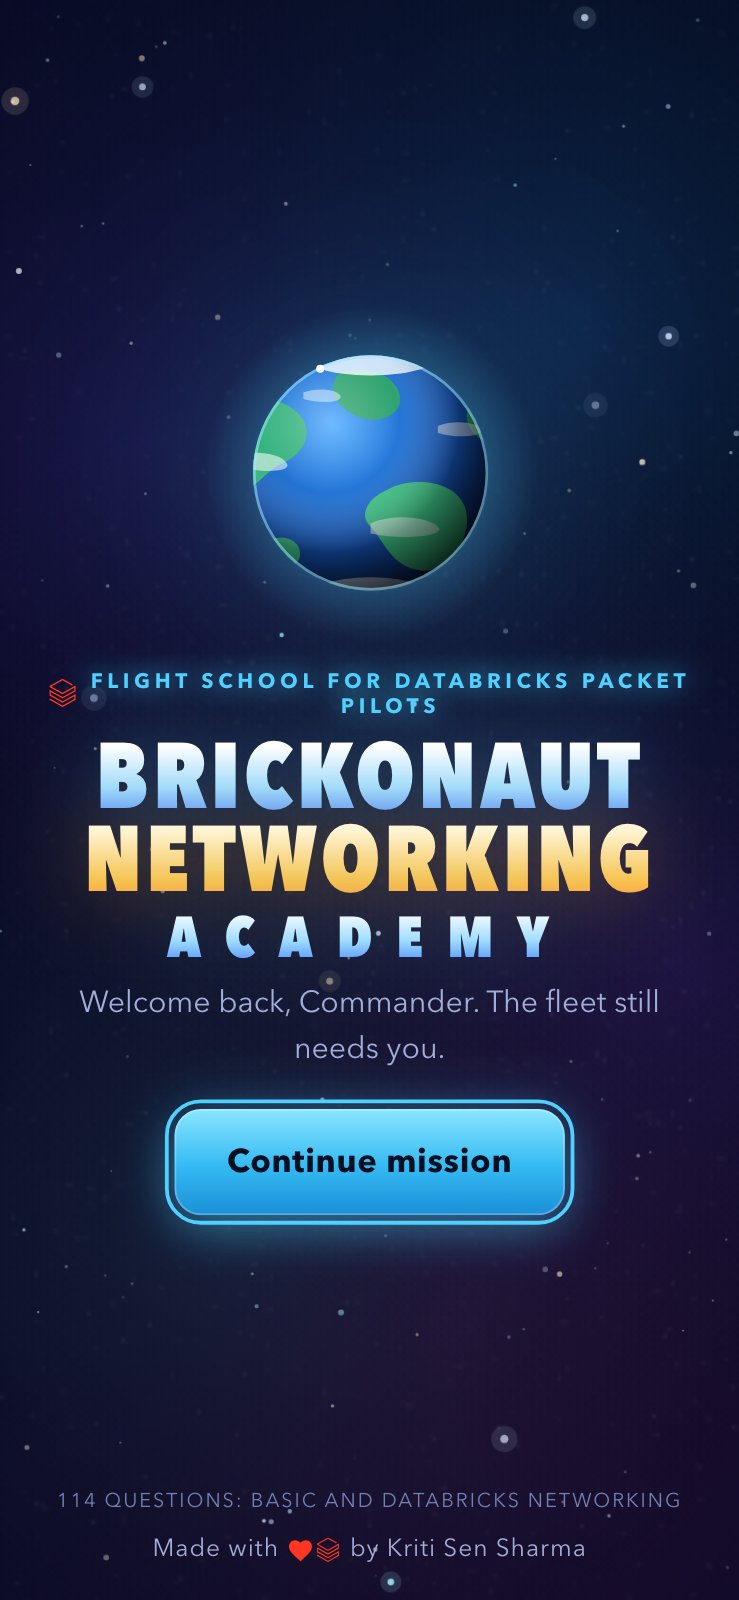 FLIGHT SCHOOL FOR DATABRICKS PACKET
PILOTS
BRICKONAUT
NETWORKING
ACADEMY
Welcome back, Commander. The fleet still
needs you.
Continue mission
114 QUESTIONS: BASIC AND DATABRICKS NETWORKING
Made with ❤ by Kriti Sen Sharma